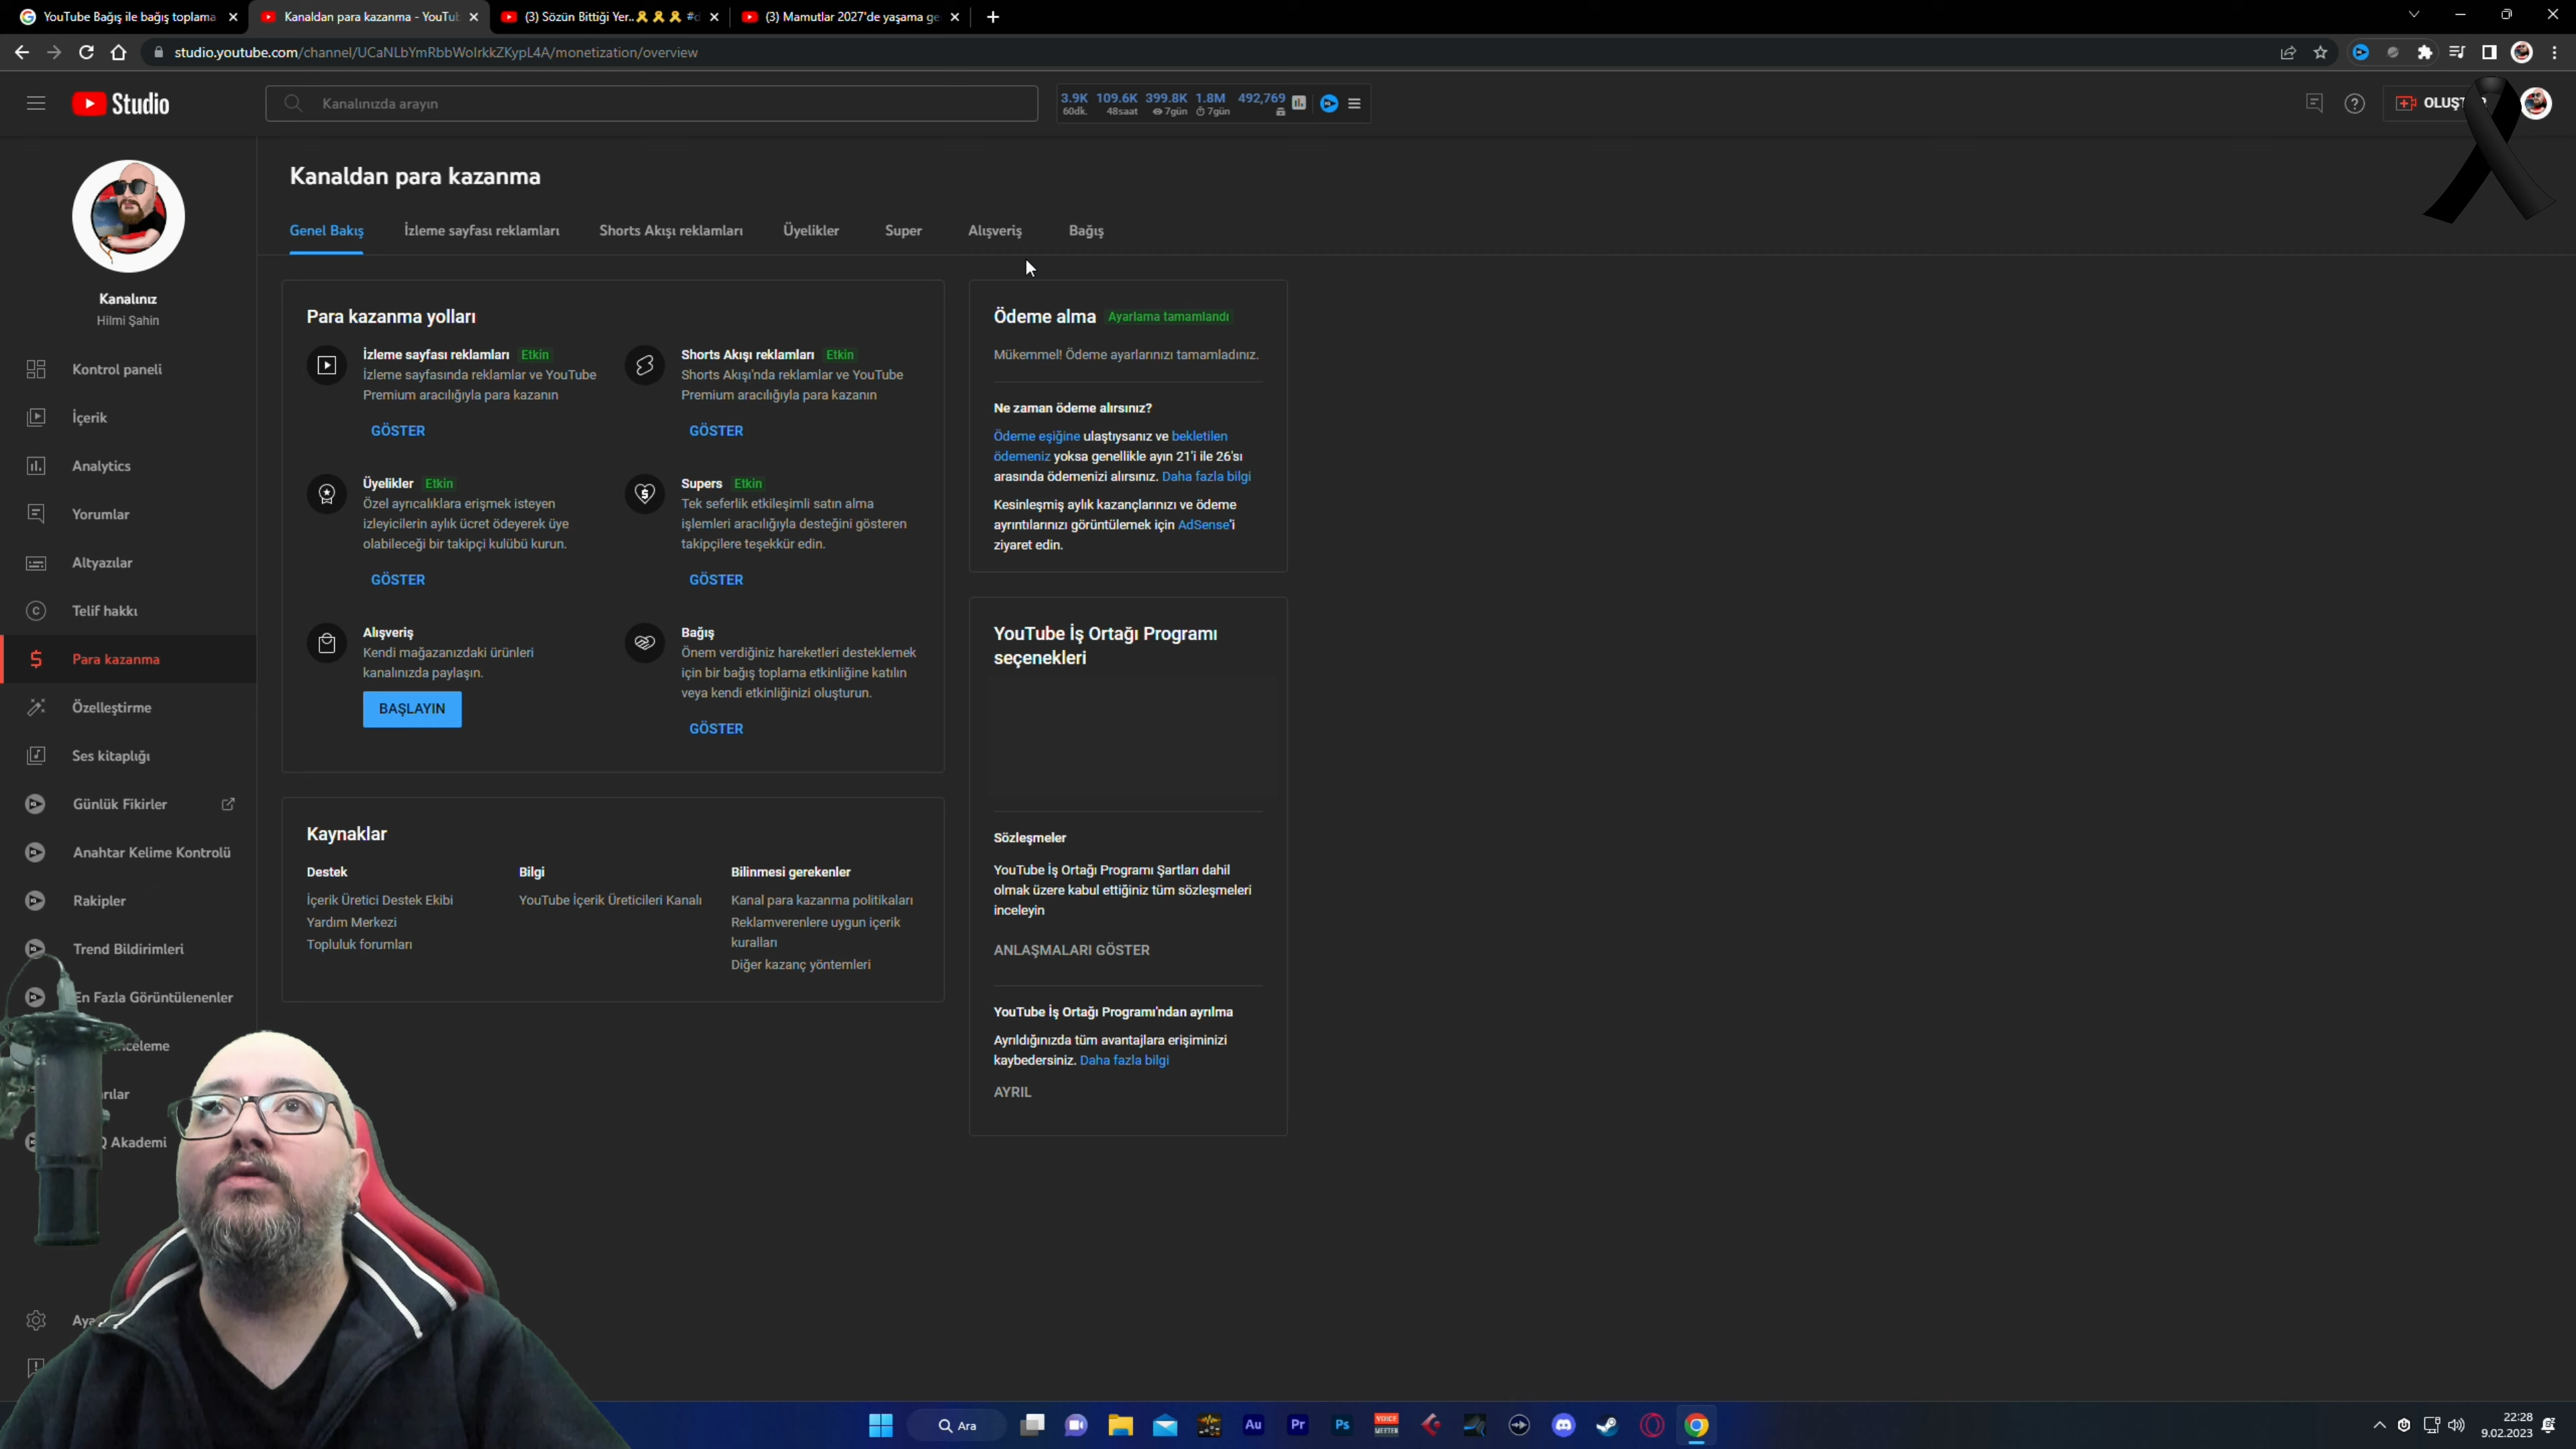 YouTube Bağış ile bağış toplama
Kanaldan para kazanma - YouTub
(3) Sözün Bittiği Yer..
(3) Mamutlar 2027'de yaşama ge
studio.youtube.com/channel/UCaNLbYmRbbWoIrkkZKypL4A/monetization/overview
Studio
Kanalınızda arayın
3.9K 109.6K 399.8K 1.8M 492,769
60dk. 48saat 7gün 7gün
Kanaldan para kazanma
Genel Bakış
İzleme sayfası reklamları
Shorts Akışı reklamları
Üyelikler
Super
Alışveriş
Bağış
Kanalınız
Hilmi Şahin
Kontrol paneli
İçerik
Analytics
Yorumlar
Altyazılar
Telif hakkı
Para kazanma
Özelleştirme
Ses kitaplığı
Günlük Fikirler
Anahtar Kelime Kontrolü
Rakipler
Trend Bildirimleri
En Fazla Görüntülenenler
Akademi
Para kazanma yolları
İzleme sayfası reklamları Etkin
İzleme sayfasında reklamlar ve YouTube
Premium aracılığıyla para kazanın
GÖSTER
Shorts Akışı reklamları Etkin
Shorts Akışı'nda reklamlar ve YouTube
Premium aracılığıyla para kazanın
GÖSTER
Üyelikler Etkin
Özel ayrıcalıklara erişmek isteyen
izleyicilerin aylık ücret ödeyerek üye
olabileceği bir takipçi kulübü kurun.
GÖSTER
Supers Etkin
Tek seferlik etkileşimli satın alma
işlemleri aracılığıyla desteğini gösteren
takipçilere teşekkür edin.
GÖSTER
Alışveriş
Kendi mağazanızdaki ürünleri
kanalınızda paylaşın.
BAŞLAYIN
Bağış
Önem verdiğiniz hareketleri desteklemek
için bir bağış toplama etkinliğine katılın
veya kendi etkinliğinizi oluşturun.
GÖSTER
Kaynaklar
Destek
İçerik Üretici Destek Ekibi
Yardım Merkezi
Topluluk forumları
Bilgi
YouTube İçerik Üreticileri Kanalı
Bilinmesi gerekenler
Kanal para kazanma politikaları
Reklamverenlere uygun içerik
kuralları
Diğer kazanç yöntemleri
Ödeme alma Ayarlama tamamlandı
Mükemmel! Ödeme ayarlarınızı tamamladınız.
Ne zaman ödeme alırsınız?
Ödeme eşiğine ulaştıysanız ve bekletilen
ödemeniz yoksa genellikle ayın 21'i ile 26'sı
arasında ödemenizi alırsınız. Daha fazla bilgi
Kesinleşmiş aylık kazançlarınızı ve ödeme
ayrıntılarınızı görüntülemek için AdSense'i
ziyaret edin.
YouTube İş Ortağı Programı
seçenekleri
Sözleşmeler
YouTube İş Ortağı Programı Şartları dahil
olmak üzere kabul ettiğiniz tüm sözleşmeleri
inceleyin
ANLAŞMALARI GÖSTER
YouTube İş Ortağı Programı'ndan ayrılma
Ayrıldığınızda tüm avantajlara erişiminizi
kaybedersiniz. Daha fazla bilgi
AYRIL
Ara
Au
Pr
Ps
VOICE
MEETER
22:28
9.02.2023